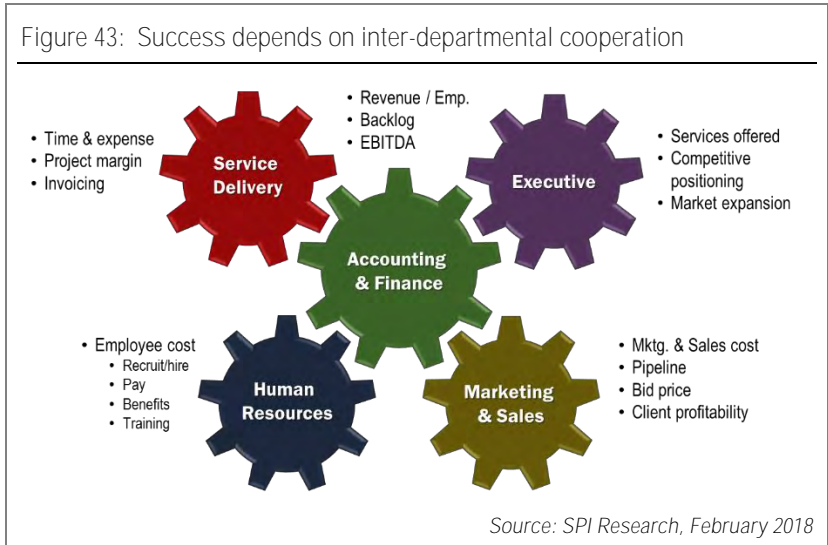 Figure 43: Success depends on inter-departmental cooperation
• Time & expense
• Project margin
• Invoicing
Service
Delivery
• Revenue / Emp.
• Backlog
• EBITDA
Executive
• Services offered
• Competitive
positioning
• Market expansion
Accounting
& Finance
• Employee cost
• Recruit/hire
• Pay
• Benefits
• Training
Human
Resources
Marketing
& Sales
• Mktg. & Sales cost
• Pipeline
• Bid price
• Client profitability
Source: SPI Research, February 2018